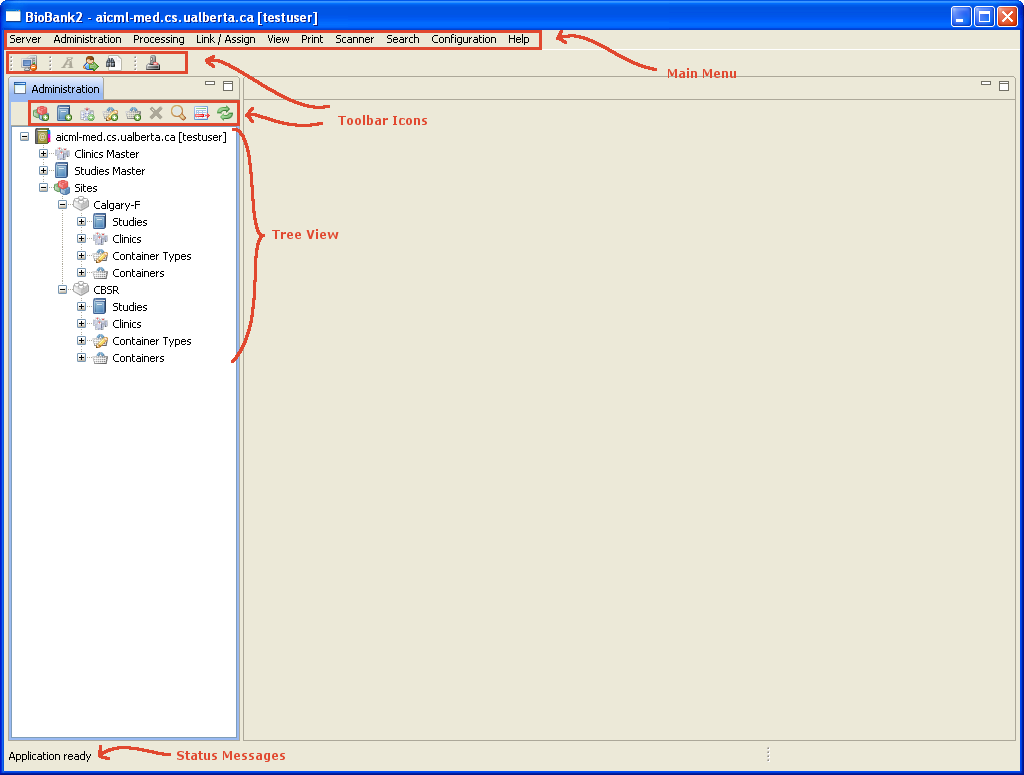 BioBank2 - aicml-med.cs.ualberta.ca [testuser]
Server Administration Processing Link / Assign View Print Scanner Search Configuration Help
Main Menu
A
Administration
Toolbar Icons
aicml-med.cs.ualberta.ca [testuser]
Clinics Master
Studies Master
Sites
Calgary-F
Studies
Tree View
Clinics
Container Types
Containers
CBSR
Studies
Clinics
Container Types
Containers
Application ready
Status Messages